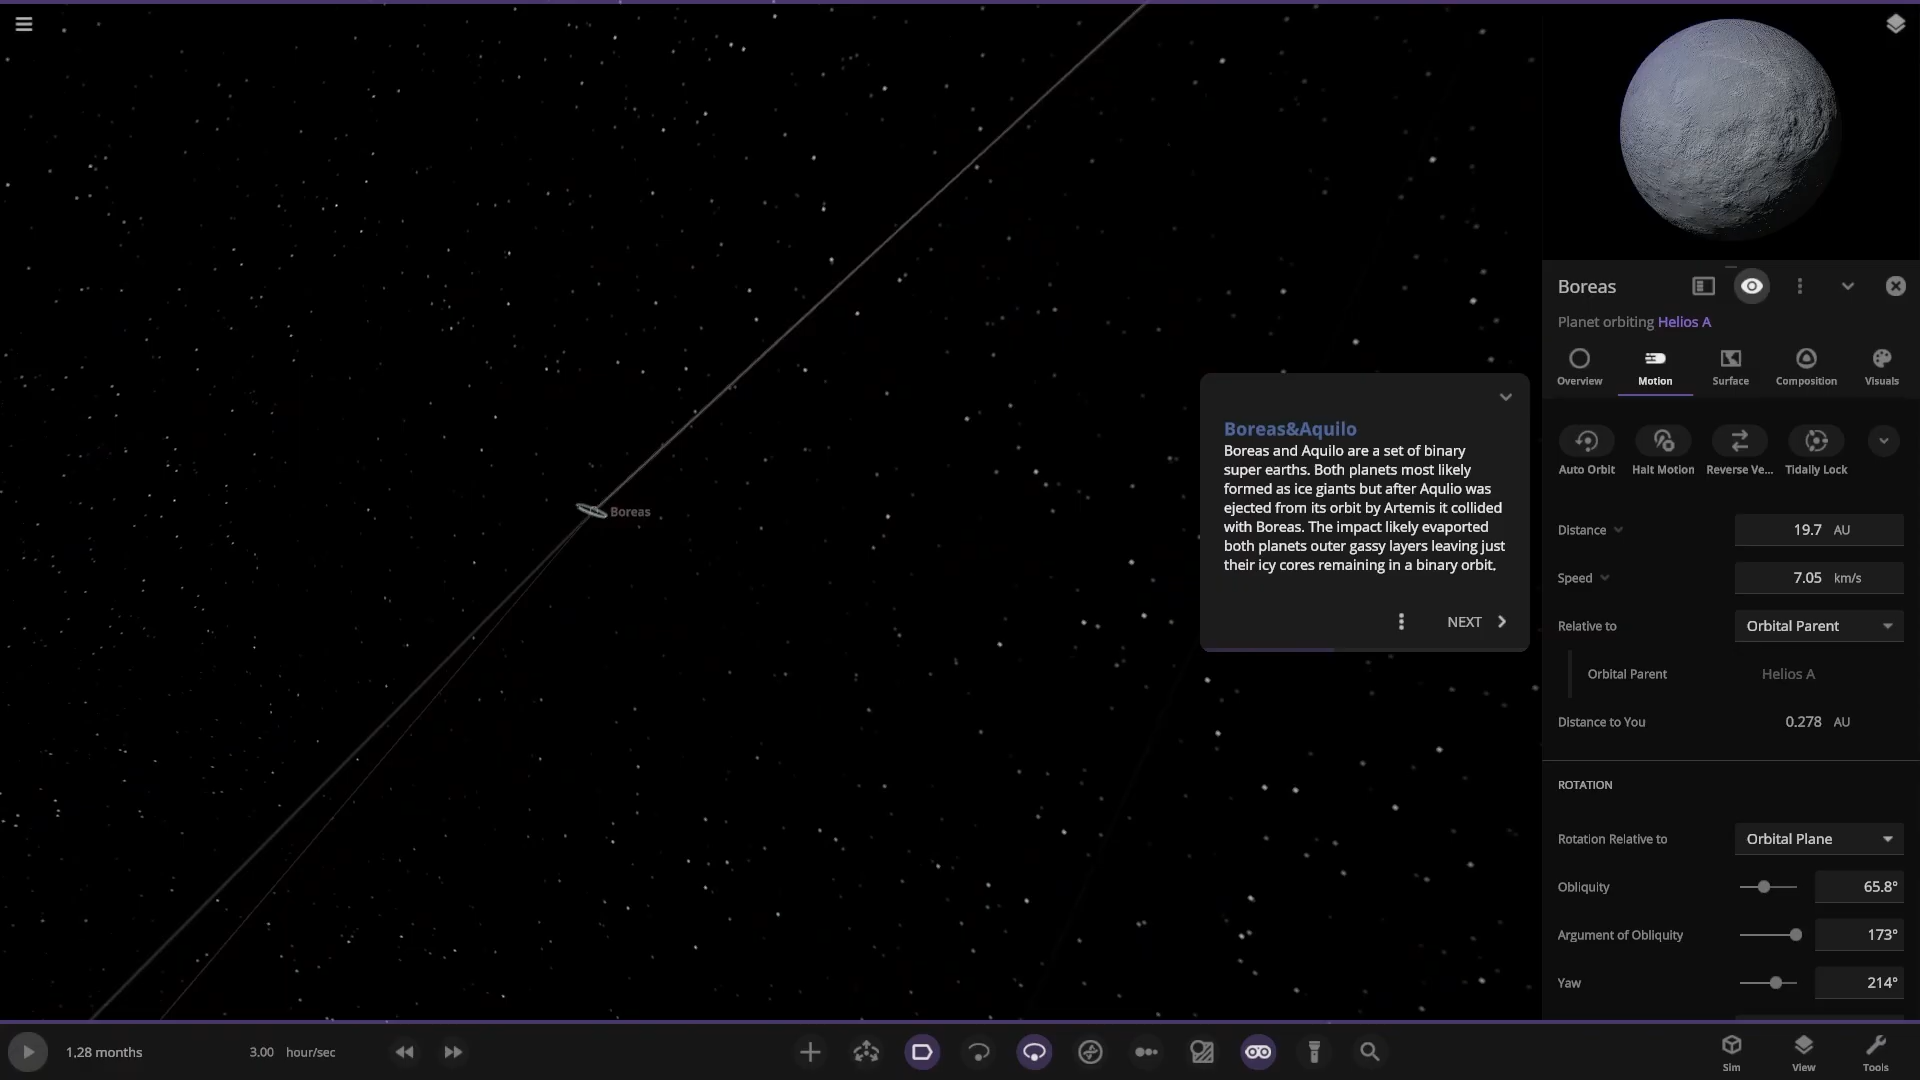 Boreas
Planet orbiting Helios A
Overview
Motion
Surface
Composition
Visuals
Auto Orbit
Halt Motion
Reverse Ve...
Tidally Lock
Distance
19.7 AU
Speed
7.05 km/s
Relative to
Orbital Parent
Orbital Parent
Helios A
Distance to You
0.278 AU
ROTATION
Rotation Relative to
Orbital Plane
Obliquity
65.8°
Argument of Obliquity
173°
Yaw
214°
Boreas
Boreas&Aquilo
Boreas and Aquilo are a set of binary
super earths. Both planets most likely
formed as ice giants but after Aqulio was
ejected from its orbit by Artemis it collided
with Boreas. The impact likely evaported
both planets outer gassy layers leaving just
their icy cores remaining in a binary orbit.
NEXT
1.28 months
3.00 hour/sec
Sim
View
Tools